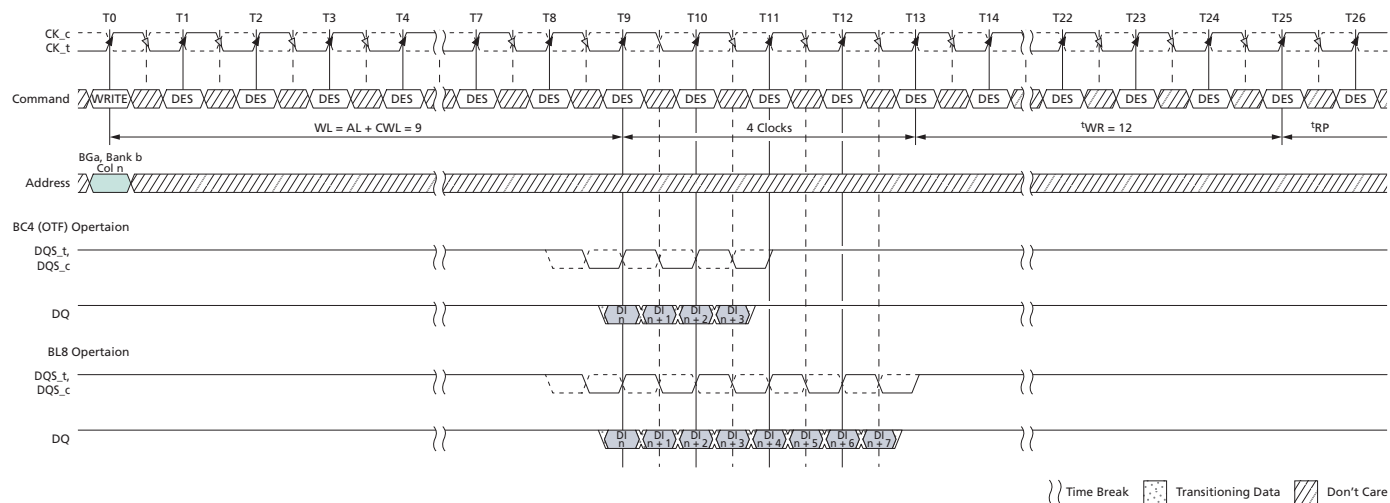 T0 T1 T2 T3 T4 T7 T8 T9 T10 T11 T12 T13 T14 T22 T23 T24 T25 T26
CK_c
CK_t
Command WRITE DES DES DES DES DES DES DES DES DES DES DES DES DES DES DES DES DES
WL = AL + CWL = 9 4 Clocks tWR = 12 tRP
BGa, Bank b
Col n
Address
BC4 (OTF) Opertaion
DQS_t,
DQS_c
DQ DI n DI n + 1 DI n + 2 DI n + 3
BL8 Opertaion
DQS_t,
DQS_c
DQ DI n DI n + 1 DI n + 2 DI n + 3 DI n + 4 DI n + 5 DI n + 6 DI n + 7
Time Break Transitioning Data Don't Care